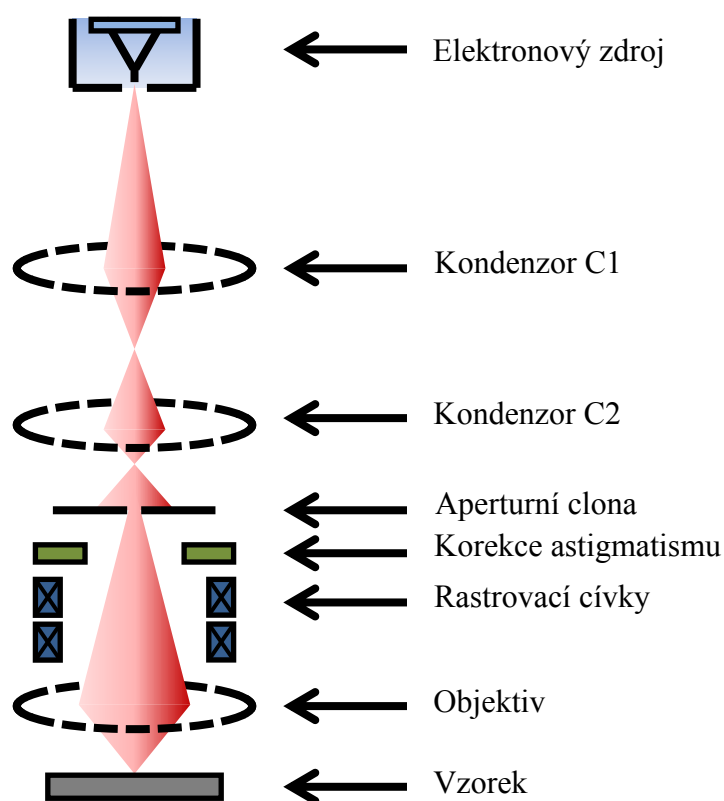 Elektronový zdroj
Kondenzor C1
Kondenzor C2
Aperturní clona
Korekce astigmatismu
Rastrovací cívky
Objektiv
Vzorek